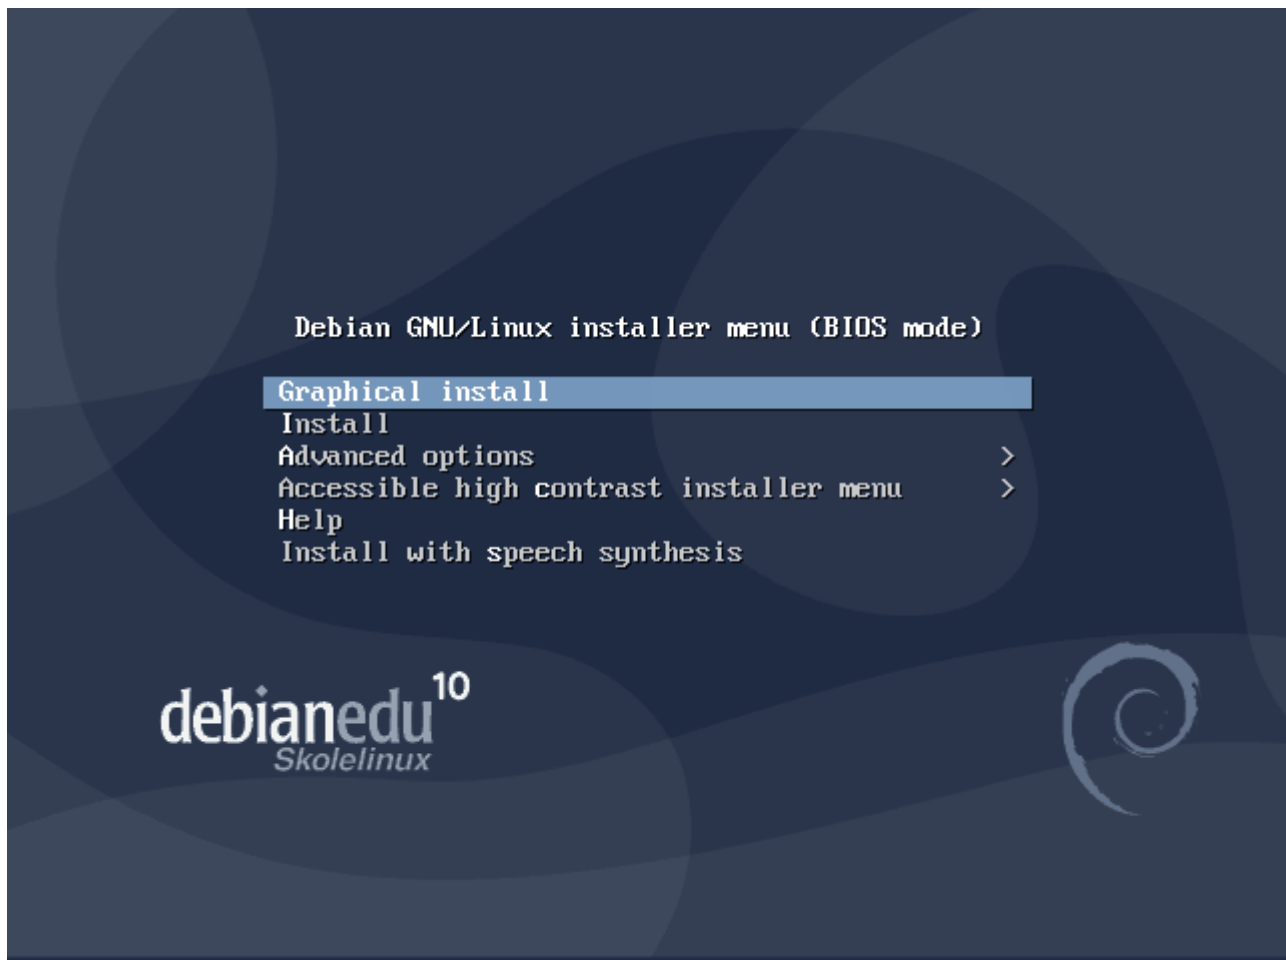 Debian GNU/Linux installer menu (BIOS mode)
Graphical install
Install
Advanced options >
Accessible high contrast installer menu >
Help
Install with speech synthesis
debianedu 10
Skolelinux